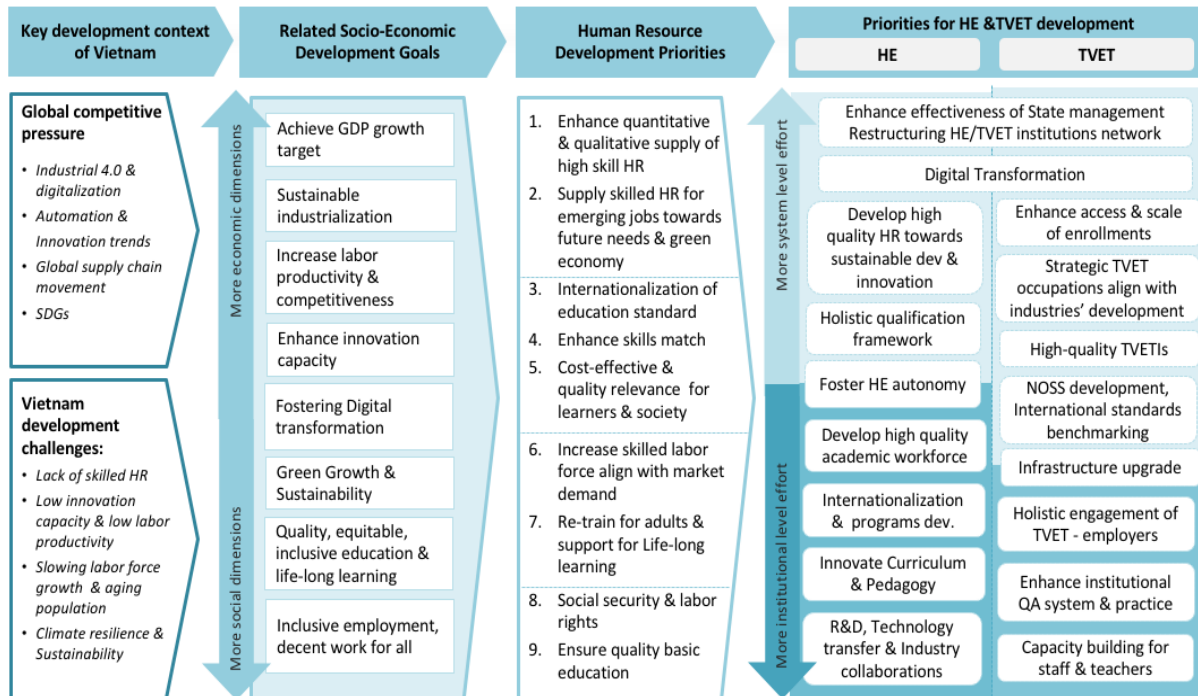 Key development context
of Vietnam
Related Socio-Economic
Development Goals
Human Resource
Development Priorities
Priorities for HE &TVET development
HE
TVET
Global competitive
pressure
• Industrial 4.0 &
digitalization
• Automation &
Innovation trends
• Global supply chain
movement
• SDGs
Vietnam
development
challenges:
• Lack of skilled HR
• Low innovation
capacity & low labor
productivity
• Slowing labor force
growth & aging
population
• Climate resilience &
Sustainability
More economic dimensions
More social dimensions
Achieve GDP growth
target
Sustainable
industrialization
Increase labor
productivity &
competitiveness
Enhance innovation
capacity
Fostering Digital
transformation
Green Growth &
Sustainability
Quality, equitable,
inclusive education &
life-long learning
Inclusive employment,
decent work for all
1. Enhance quantitative
& qualitative supply of
high skill HR
2. Supply skilled HR for
emerging jobs towards
future needs & green
economy
3. Internationalization of
education standard
4. Enhance skills match
5. Cost-effective &
quality relevance for
learners & society
6. Increase skilled labor
force align with market
demand
7. Re-train for adults &
support for Life-long
learning
8. Social security & labor
rights
9. Ensure quality basic
education
More system level effort
More institutional level effort
Enhance effectiveness of State management
Restructuring HE/TVET institutions network
Digital Transformation
Develop high
quality HR towards
sustainable dev &
innovation
Holistic qualification
framework
Foster HE autonomy
Develop high quality
academic workforce
Internationalization
& programs dev.
Innovate Curriculum
& Pedagogy
R&D, Technology
transfer & Industry
collaborations
Enhance access & scale
of enrollments
Strategic TVET
occupations align with
industries’ development
High-quality TVETIs
NOSS development,
International standards
benchmarking
Infrastructure upgrade
Holistic engagement of
TVET - employers
Enhance institutional
QA system & practice
Capacity building for
staff & teachers